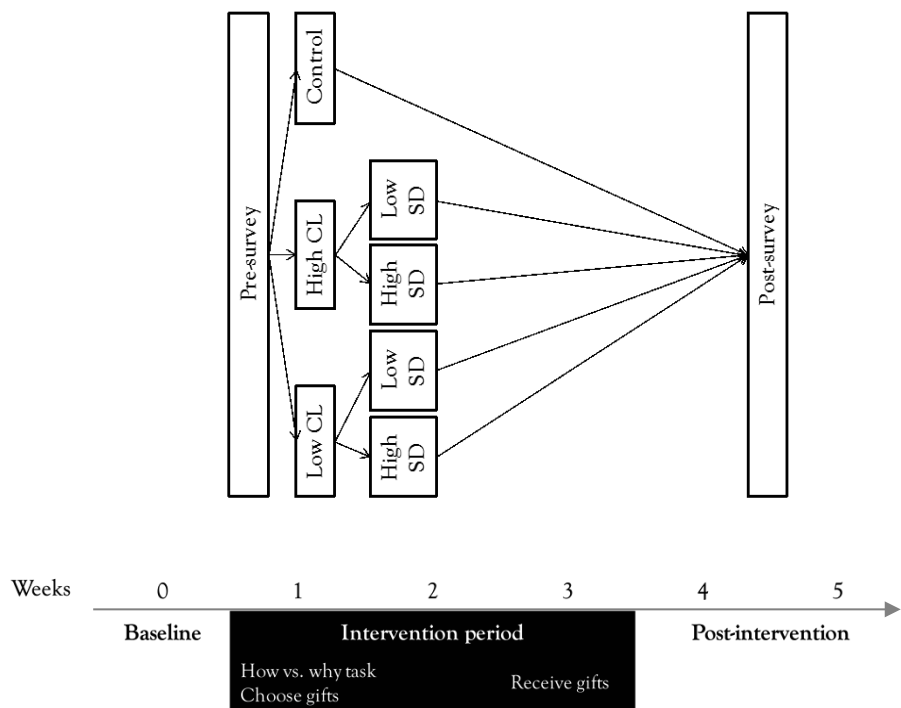 Pre-survey
Control
High CL
Low CL
Low
SD
High
SD
Low
SD
High
SD
Post-survey
Weeks 0 1 2 3 4 5
Baseline Intervention period Post-intervention
How vs. why task
Choose gifts
Receive gifts